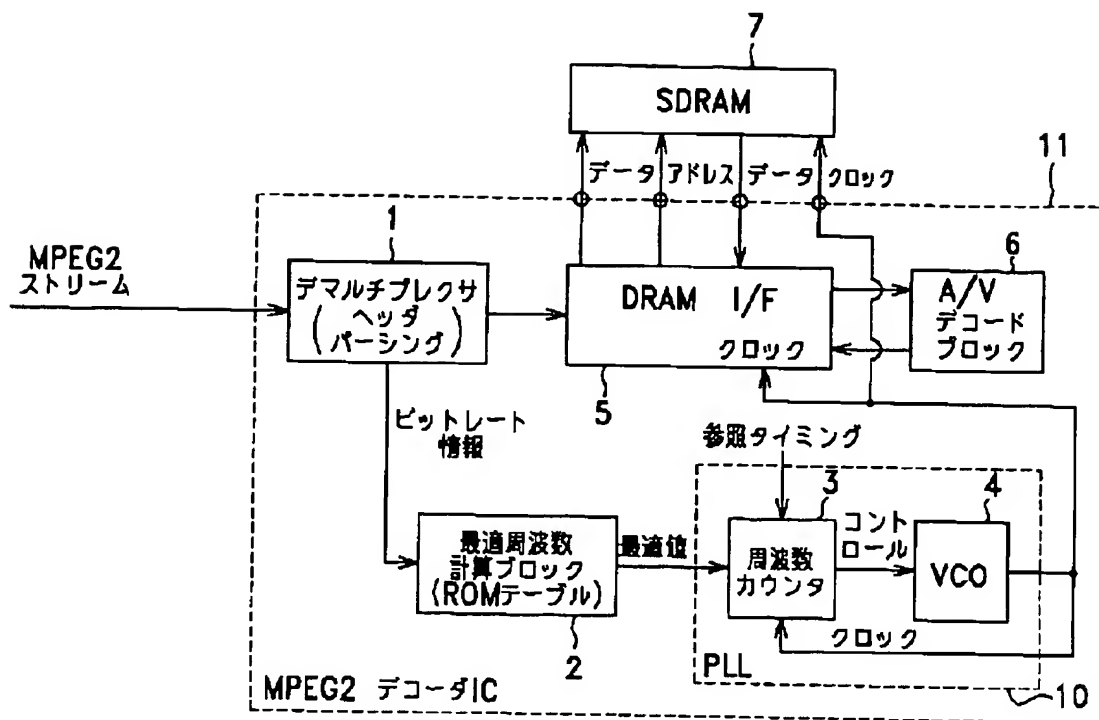 7
SDRAM
11
データ アドレス データ クロック
1
MPEG2
ストリーム
デマルチプレクサ
(ヘッダ
パーシング)
DRAM I/F
クロック
5
6
A/V
デコード
ブロック
ビットレート
情報
参照タイミング
3
4
コント
ロール
最適周波数
計算ブロック
(ROMテーブル)
最適値
周波数
カウンタ
VCO
2
クロック
PLL
10
MPEG2 デコーダIC